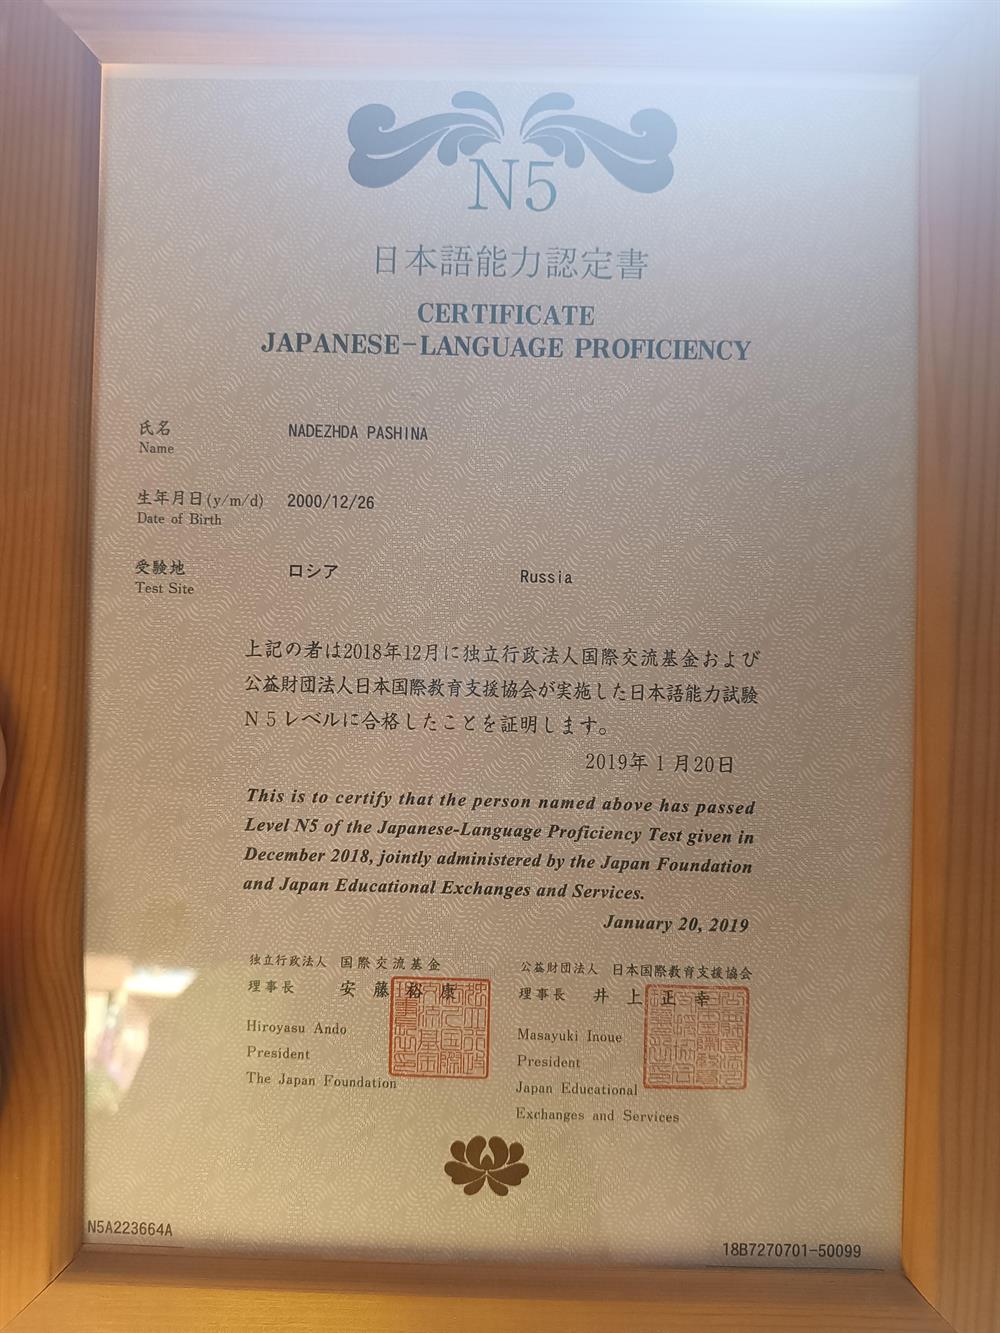 N5
日本語能力認定書
CERTIFICATE
JAPANESE-LANGUAGE PROFICIENCY
氏名 NADEZHDA PASHINA
Name
生年月日(y/m/d) 2000/12/26
Date of Birth
受験地 ロシア Russia
Test Site
上記の者は2018年12月に独立行政法人国際交流基金および
公益財団法人日本国際教育支援協会が実施した日本語能力試験
N5レベルに合格したことを証明します。
2019年1月20日
This is to certify that the person named above has passed
Level N5 of the Japanese-Language Proficiency Test given in
December 2018, jointly administered by the Japan Foundation
and Japan Educational Exchanges and Services.
January 20, 2019
独立行政法人 国際交流基金
理事長 安藤裕康
Hiroyasu Ando
President
The Japan Foundation
公益財団法人 日本国際教育支援協会
理事長 井上正幸
Masayuki Inoue
President
Japan Educational
Exchanges and Services
N5A223664A
18B7270701-50099